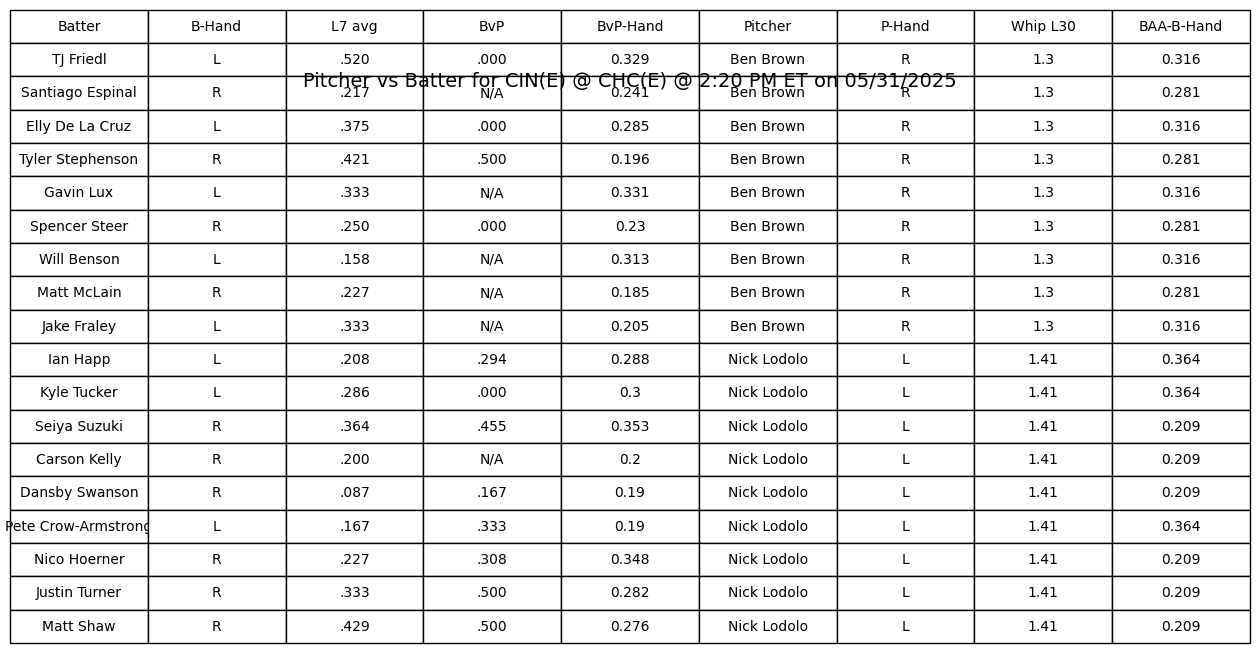 Batter B-Hand L7 avg BvP BvP-Hand Pitcher P-Hand Whip L30 BAA-B-Hand
TJ Friedl L .520 .000 0.329 Ben Brown R 1.3 0.316
Pitcher vs Batter for CIN(E) @ CHC(E) @ 2:20 PM ET on 05/31/2025
Santiago Espinal R .217 N/A 0.241 Ben Brown R 1.3 0.281
Elly De La Cruz L .375 .000 0.285 Ben Brown R 1.3 0.316
Tyler Stephenson R .421 .500 0.196 Ben Brown R 1.3 0.281
Gavin Lux L .333 N/A 0.331 Ben Brown R 1.3 0.316
Spencer Steer R .250 .000 0.23 Ben Brown R 1.3 0.281
Will Benson L .158 N/A 0.313 Ben Brown R 1.3 0.316
Matt McLain R .227 N/A 0.185 Ben Brown R 1.3 0.281
Jake Fraley L .333 N/A 0.205 Ben Brown R 1.3 0.316
Ian Happ L .208 .294 0.288 Nick Lodolo L 1.41 0.364
Kyle Tucker L .286 .000 0.3 Nick Lodolo L 1.41 0.364
Seiya Suzuki R .364 .455 0.353 Nick Lodolo L 1.41 0.209
Carson Kelly R .200 N/A 0.2 Nick Lodolo L 1.41 0.209
Dansby Swanson R .087 .167 0.19 Nick Lodolo L 1.41 0.209
Pete Crow-Armstrong L .167 .333 0.19 Nick Lodolo L 1.41 0.364
Nico Hoerner R .227 .308 0.348 Nick Lodolo L 1.41 0.209
Justin Turner R .333 .500 0.282 Nick Lodolo L 1.41 0.209
Matt Shaw R .429 .500 0.276 Nick Lodolo L 1.41 0.209